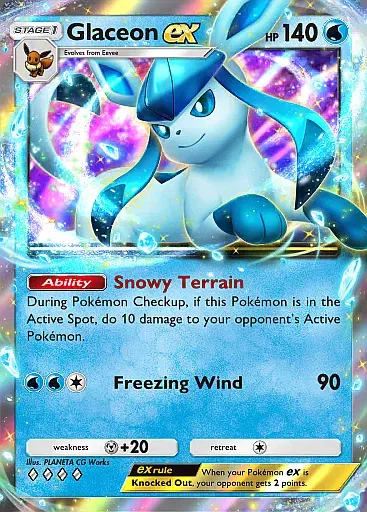 STAGE 1 Glaceon ex HP 140
Evolves from Eevee
Ability Snowy Terrain
During Pokémon Checkup, if this Pokémon is in the
Active Spot, do 10 damage to your opponent's Active
Pokémon.
Freezing Wind 90
weakness +20 retreat
Illus. PLANETA CG Works
ex rule When your Pokémon ex is
Knocked Out, your opponent gets 2 points.